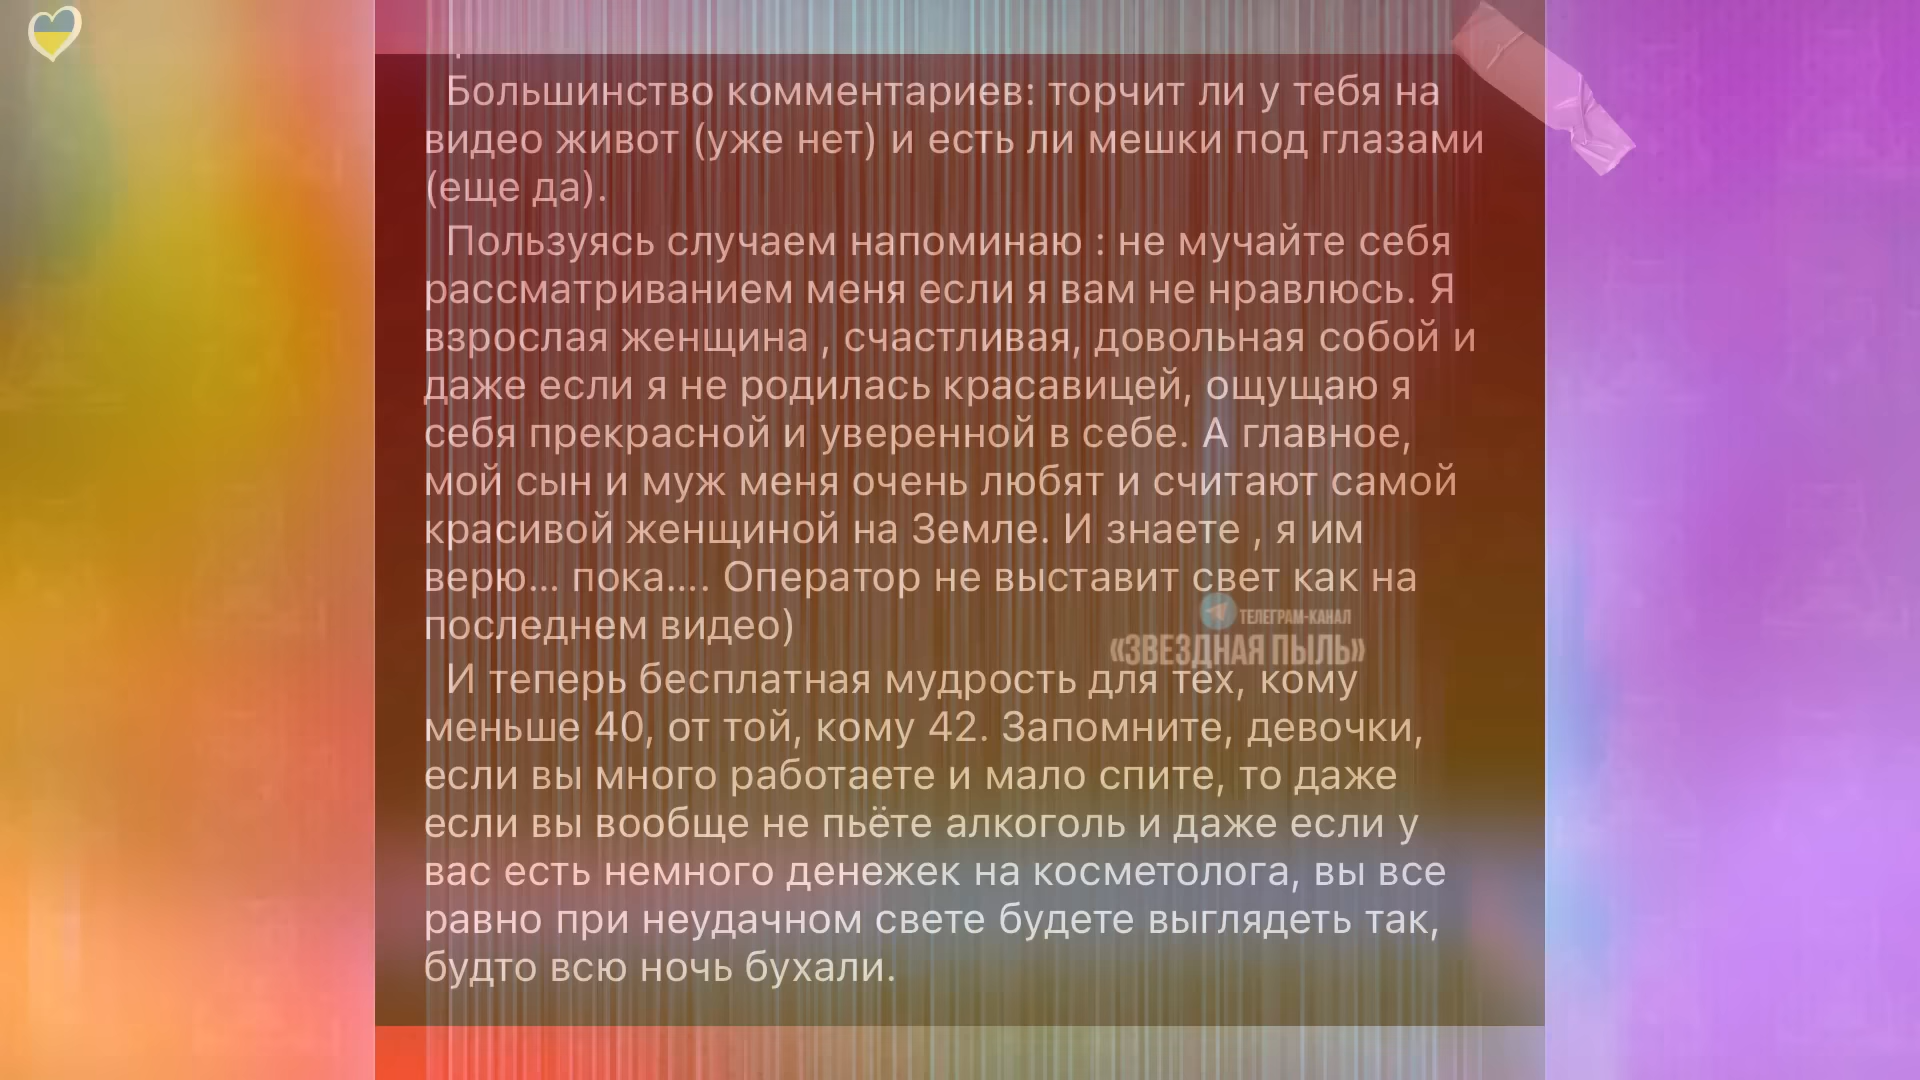 Большинство комментариев: торчит ли у тебя на
видео живот (уже нет) и есть ли мешки под глазами
(еще да).
Пользуясь случаем напоминаю : не мучайте себя
рассматриванием меня если я вам не нравлюсь. Я
взрослая женщина , счастливая, довольная собой и
даже если я не родилась красавицей, ощущаю я
себя прекрасной и уверенной в себе. А главное,
мой сын и муж меня очень любят и считают самой
красивой женщиной на Земле. И знаете , я им
верю... пока.... Оператор не выставит свет как на
последнем видео)
ТЕЛЕГРАМ-КАНАЛ
«ЗВЕЗДНАЯ ПЫЛЬ»
И теперь бесплатная мудрость для тех, кому
меньше 40, от той, кому 42. Запомните, девочки,
если вы много работаете и мало спите, то даже
если вы вообще не пьёте алкоголь и даже если у
вас есть немного денежек на косметолога, вы все
равно при неудачном свете будете выглядеть так,
будто всю ночь бухали.